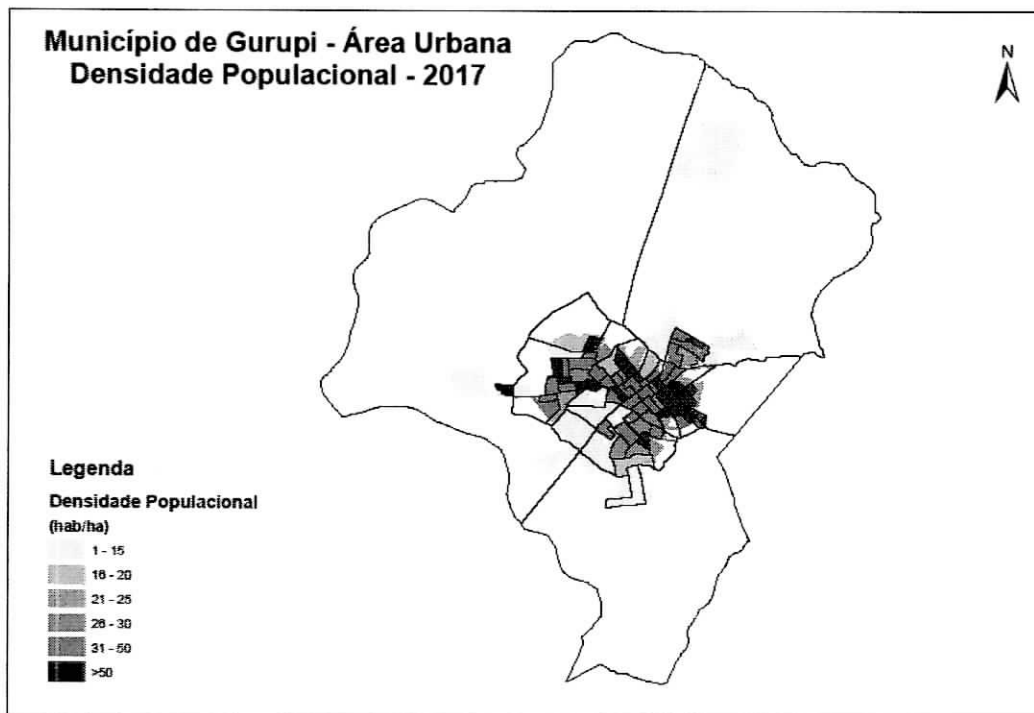 Município de Gurupi - Área Urbana
Densidade Populacional - 2017
N
Legenda
Densidade Populacional
(hab/ha)
1 - 15
16 - 20
21 - 25
26 - 30
31 - 50
>50